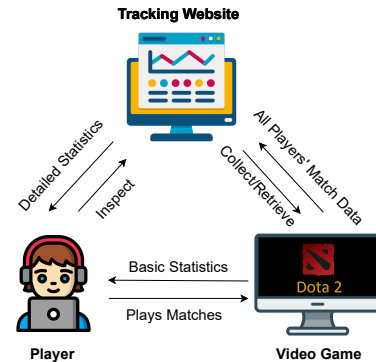 Tracking Website
Detailed Statistics
Inspect
All Players' Match Data
Collect/Retrieve
Basic Statistics
Plays Matches
Dota 2
Player
Video Game